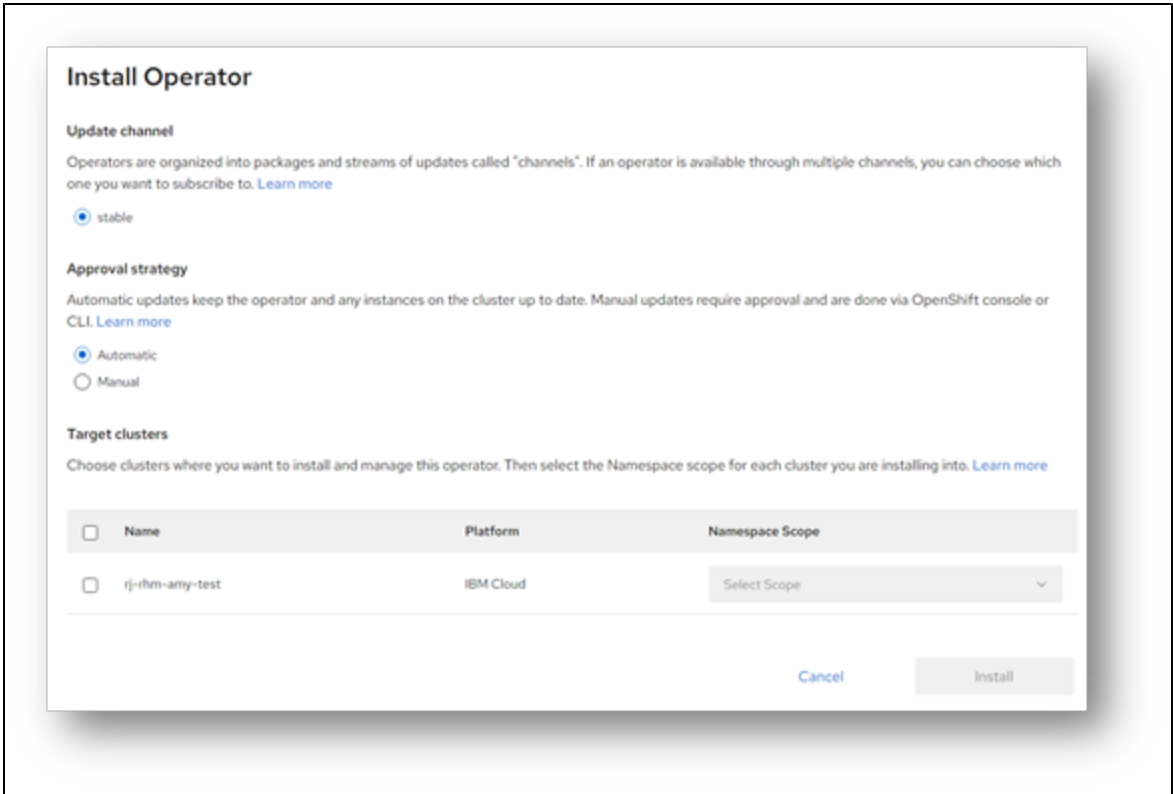 Install Operator
Update channel
Operators are organized into packages and streams of updates called "channels". If an operator is available through multiple channels, you can choose which
one you want to subscribe to. Learn more
stable
Approval strategy
Automatic updates keep the operator and any instances on the cluster up to date. Manual updates require approval and are done via OpenShift console or
CLI. Learn more
Automatic
Manual
Target clusters
Choose clusters where you want to install and manage this operator. Then select the Namespace scope for each cluster you are installing into. Learn more
Name Platform Namespace Scope
rj-rhm-amy-test IBM Cloud Select Scope
Cancel Install